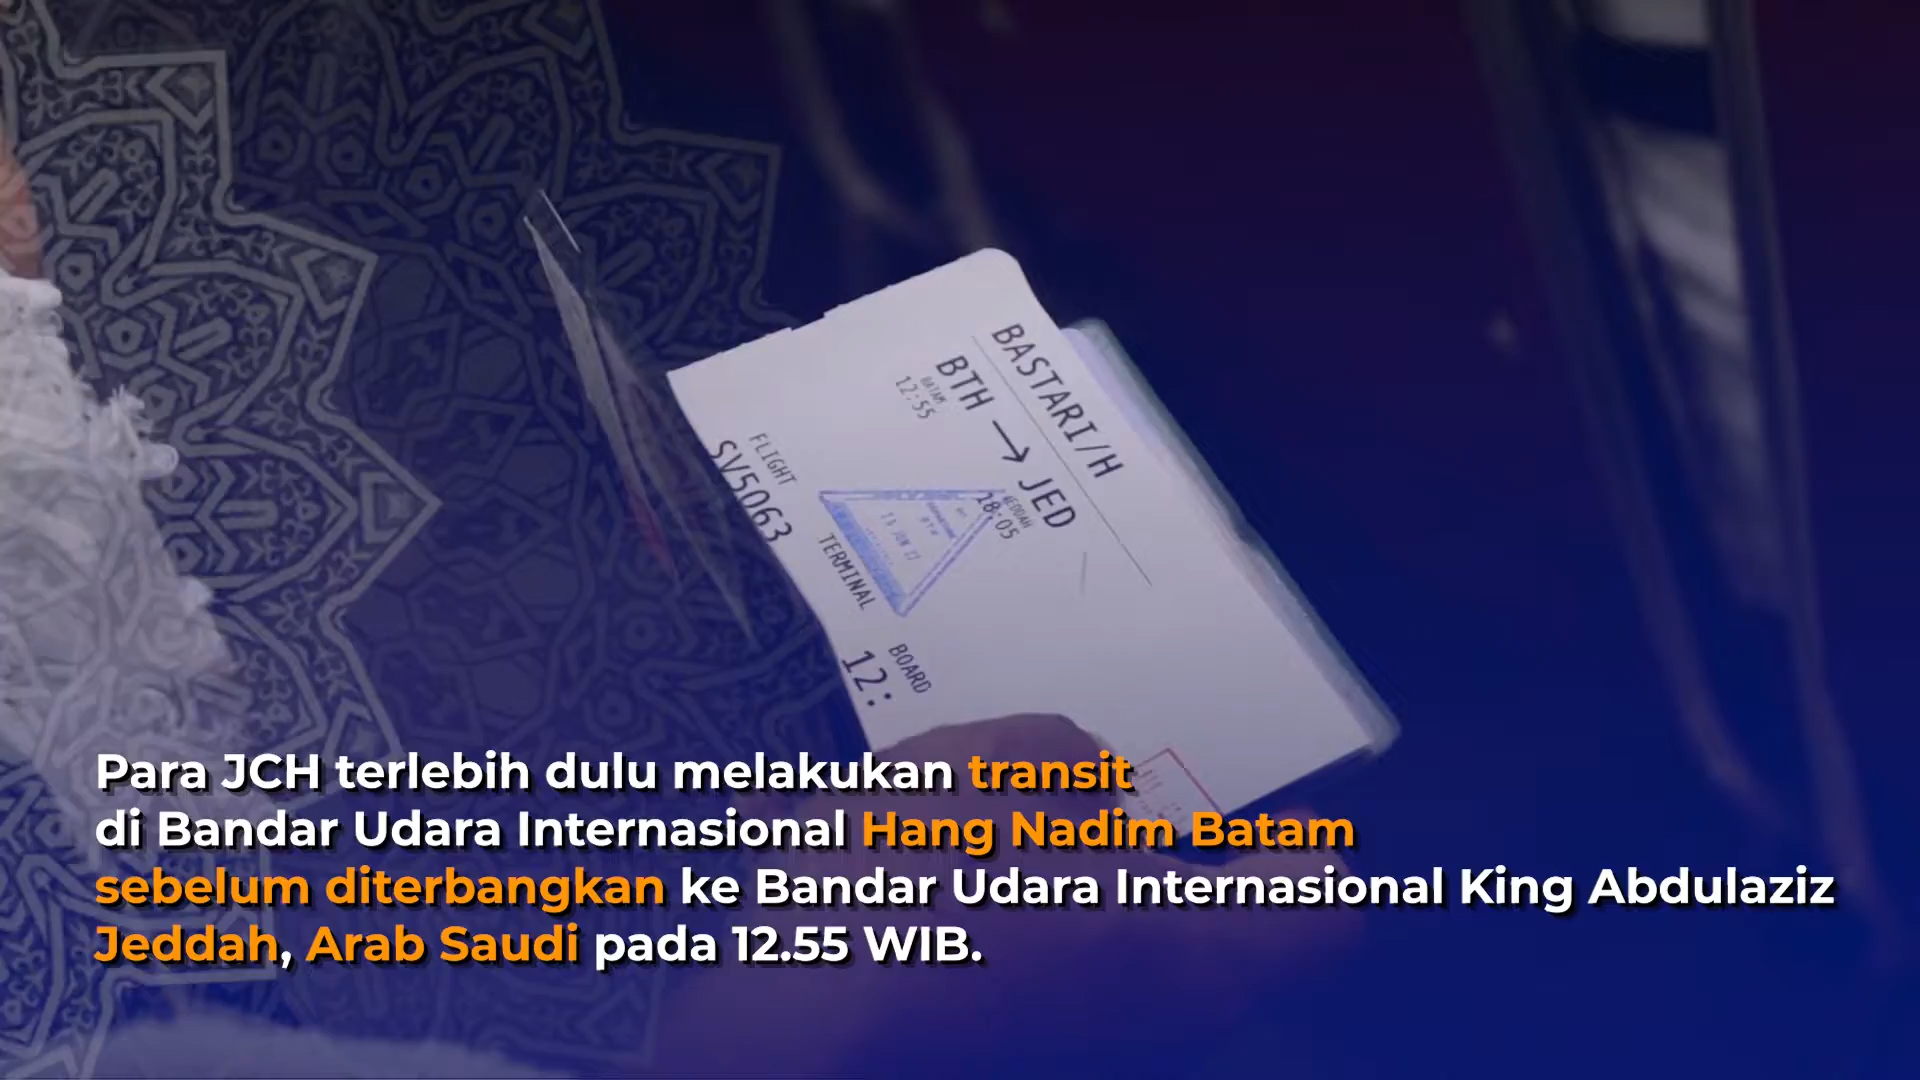 BASTARI/H
BTH → JED
BATAM
12:55
JEDDAH
18:05
FLIGHT
SV5063
TERMINAL
BOARD
12:
Para JCH terlebih dulu melakukan transit
di Bandar Udara Internasional Hang Nadim Batam
sebelum diterbangkan ke Bandar Udara Internasional King Abdulaziz
Jeddah, Arab Saudi pada 12.55 WIB.